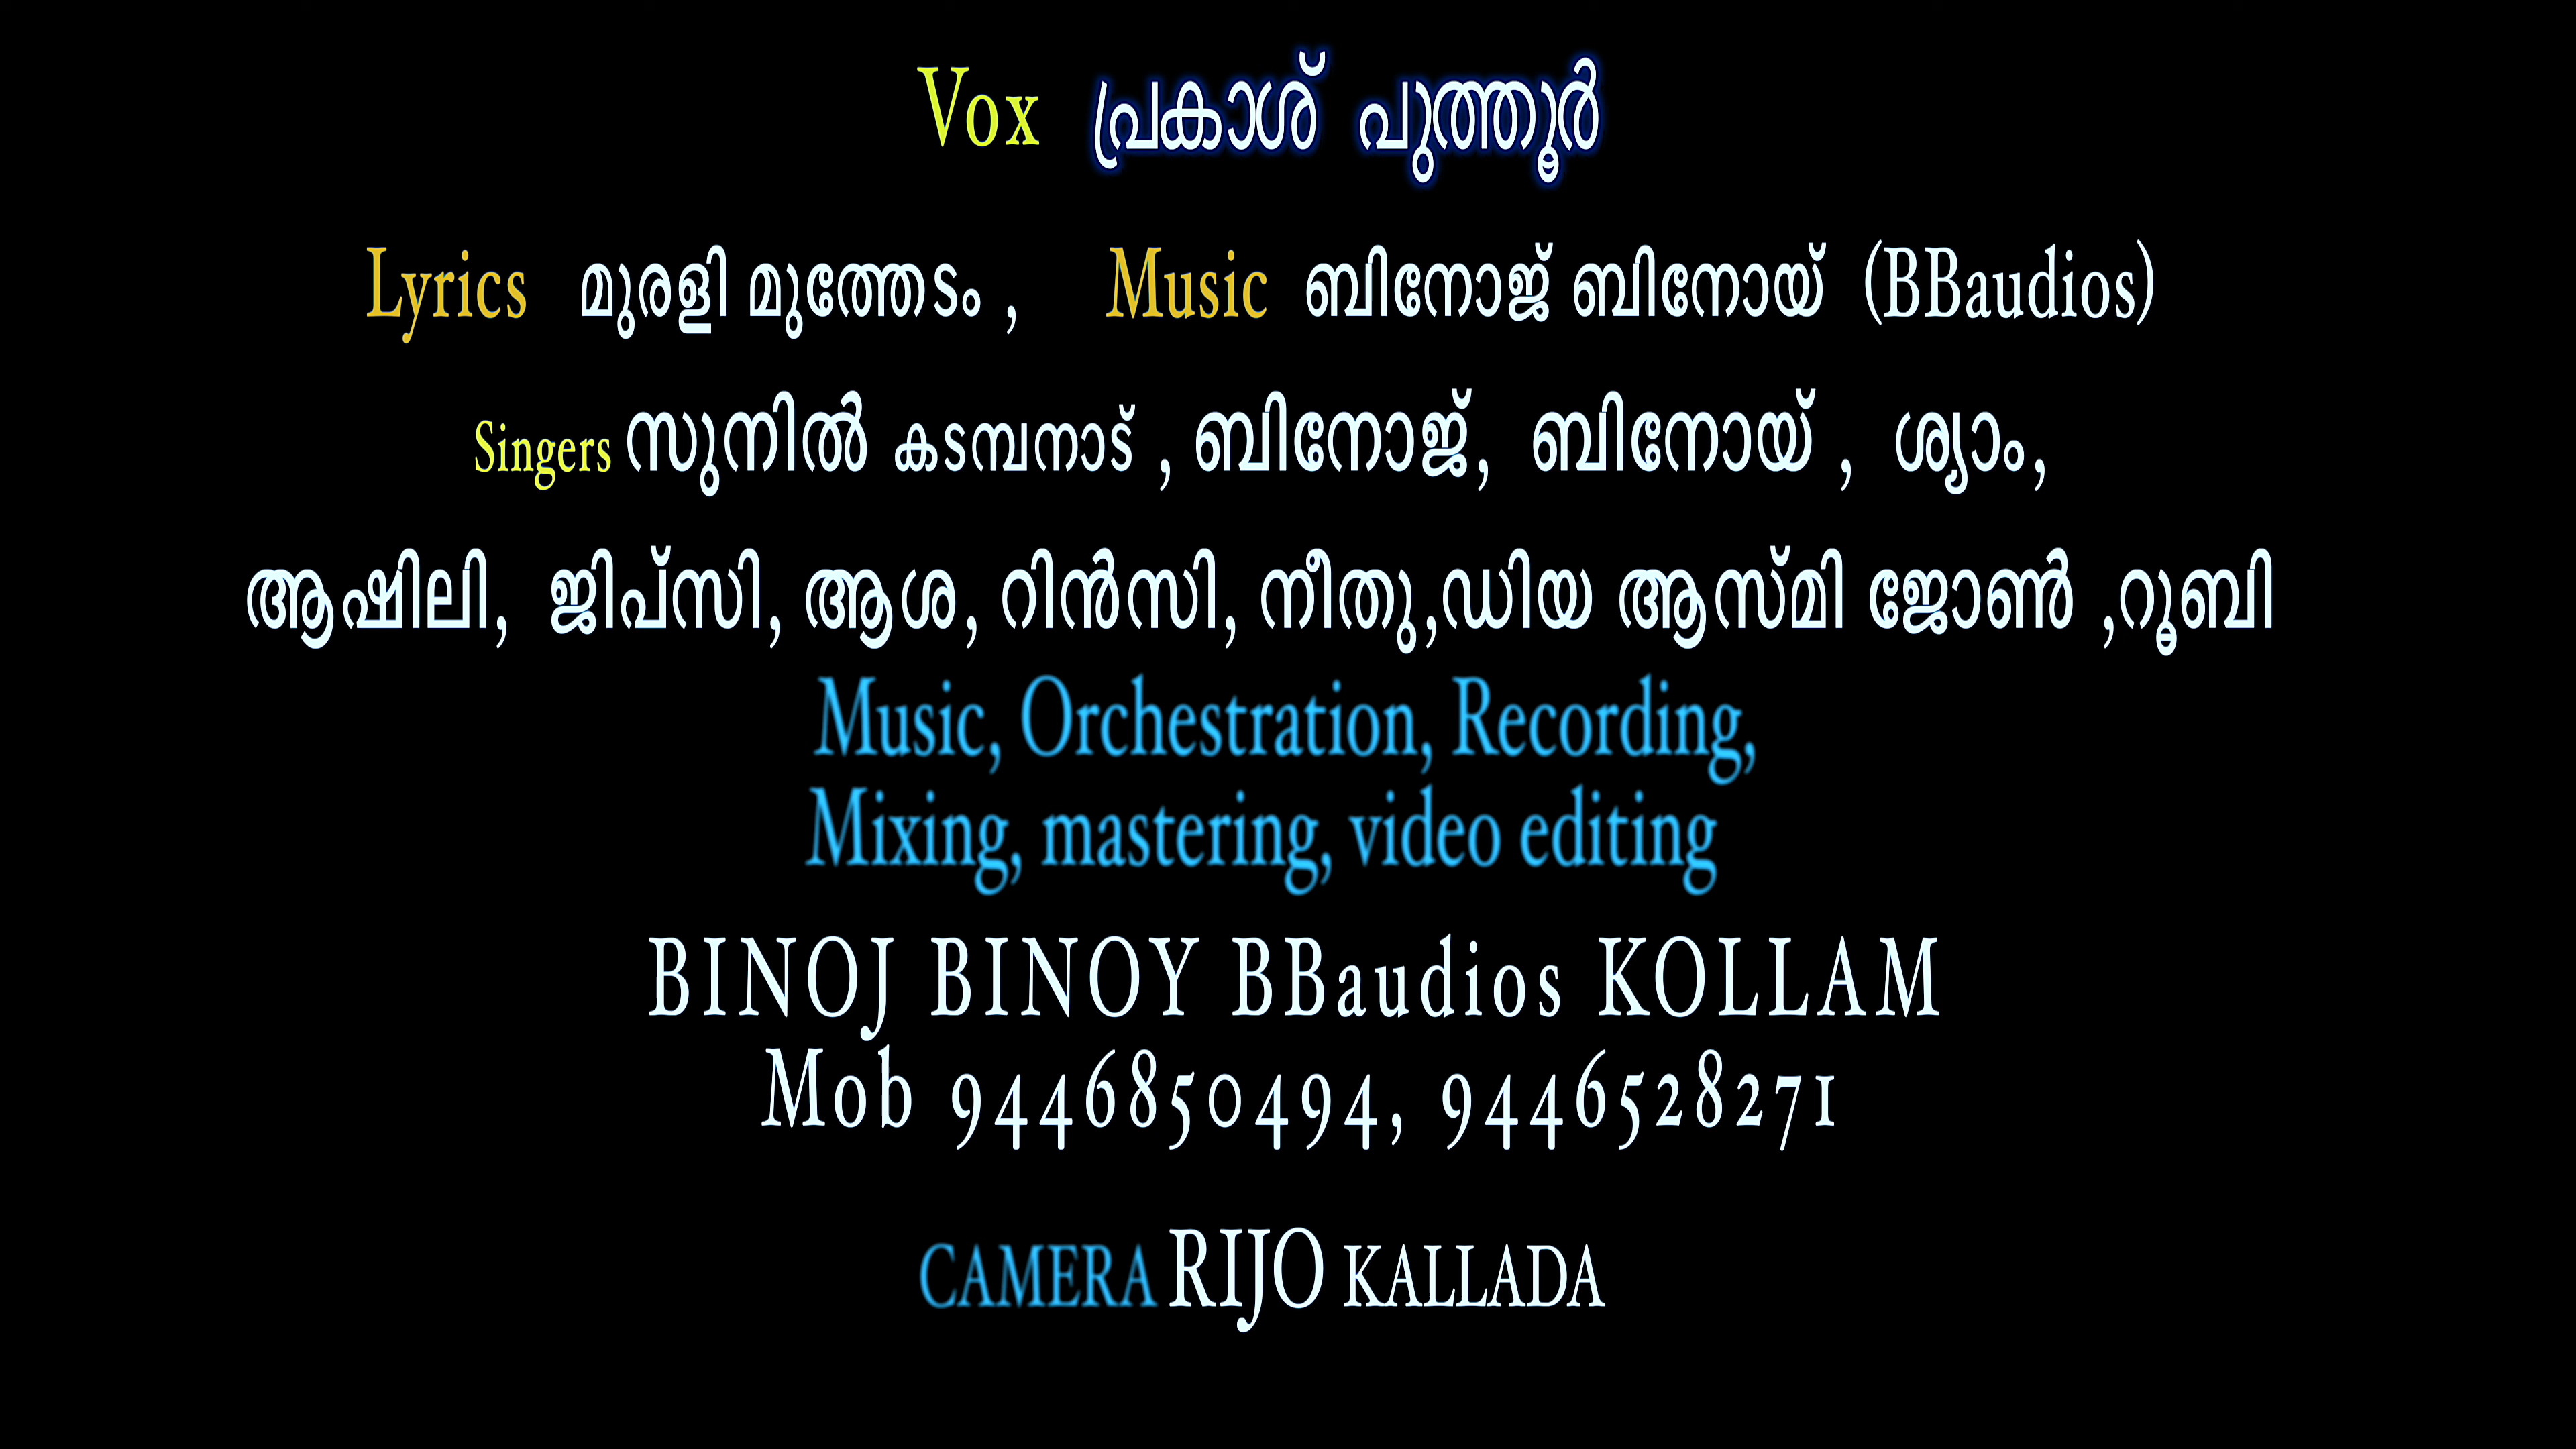 Vox പ്രകാശ് പുത്തൂർ
Lyrics മുരളി മുത്തേടം , Music ബിനോജ് ബിനോയ് (BBaudios)
Singers സുനിൽ കടമ്പനാട് , ബിനോജ്, ബിനോയ് , ശ്യാം,
ആഷിലി, ജിപ്സി, ആശ, റിൻസി, നീതു,ഡിയ ആസ്മി ജോൺ ,റൂബി
Music, Orchestration, Recording,
Mixing, mastering, video editing
BINOJ BINOY BBaudios KOLLAM
Mob 9446850494, 9446528271
CAMERA RIJO KALLADA